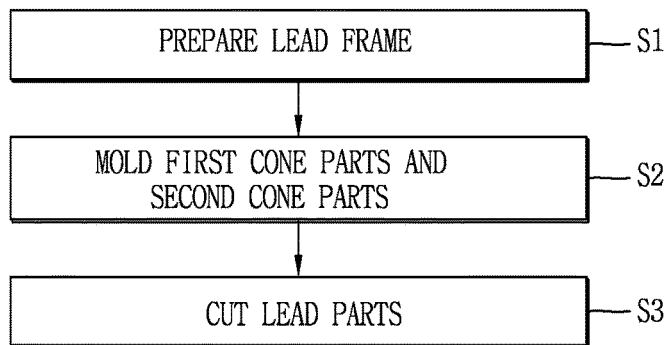 PREPARE LEAD FRAME
S1
MOLD FIRST CONE PARTS AND
SECOND CONE PARTS
S2
CUT LEAD PARTS
S3